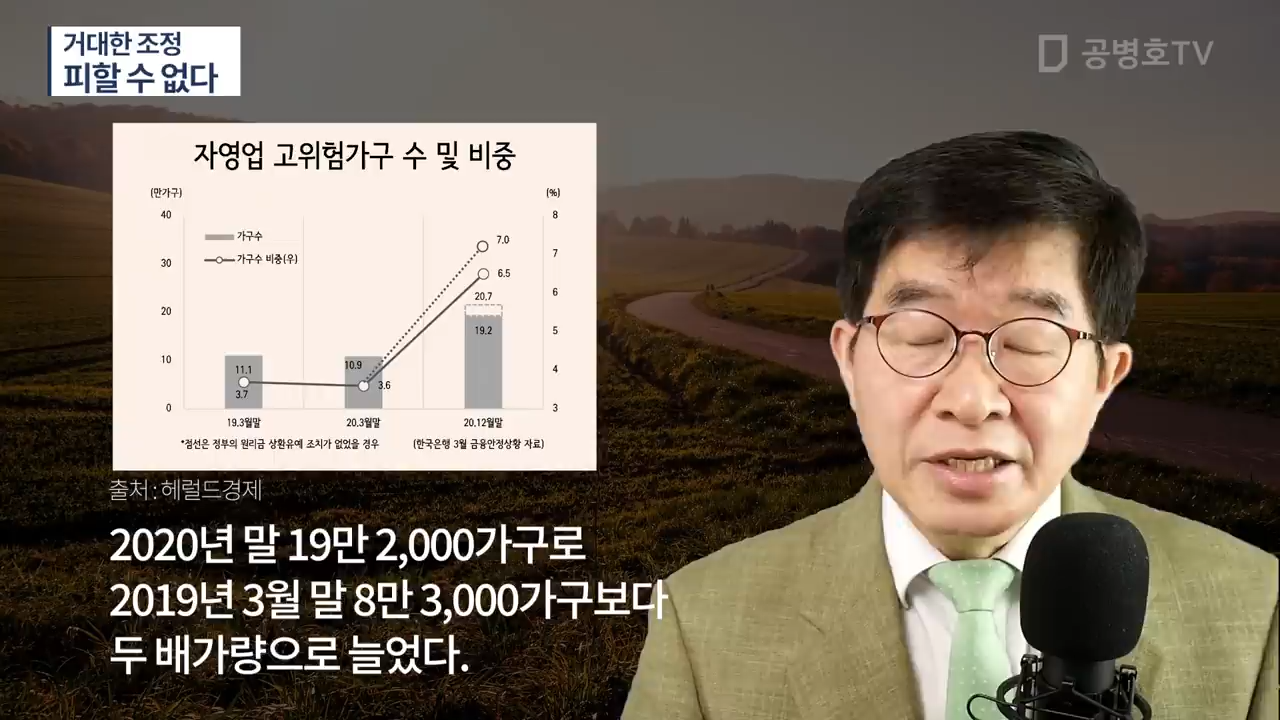 거대한 조정
피할 수 없다
공병호TV
자영업 고위험가구 수 및 비중
(만가구)
(%)
40
30
20
10
0
8
7
6
5
4
3
가구수
가구수 비중(우)
11.1
3.7
10.9
3.6
7.0
6.5
20.7
19.2
19.3월말
20.3월말
20.12월말
*점선은 정부의 원리금 상환유예 조치가 없었을 경우
(한국은행 3월 금융안정상황 자료)
출처 : 헤럴드경제
2020년 말 19만 2,000가구로
2019년 3월 말 8만 3,000가구보다
두 배가량으로 늘었다.